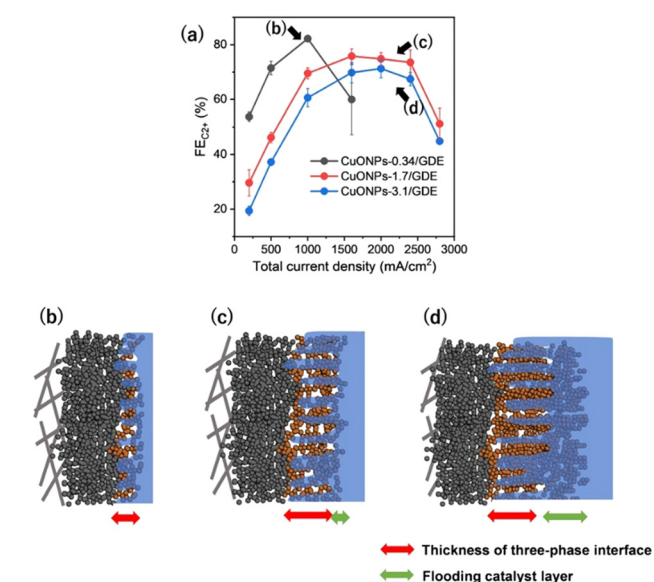 (a)
(b)
(c)
(d)
80
60
40
20
FEC2+ (%)
CuONPs-0.34/GDE
CuONPs-1.7/GDE
CuONPs-3.1/GDE
0 500 1000 1500 2000 2500 3000
Total current density (mA/cm²)
(b) (c) (d)
Thickness of three-phase interface
Flooding catalyst layer